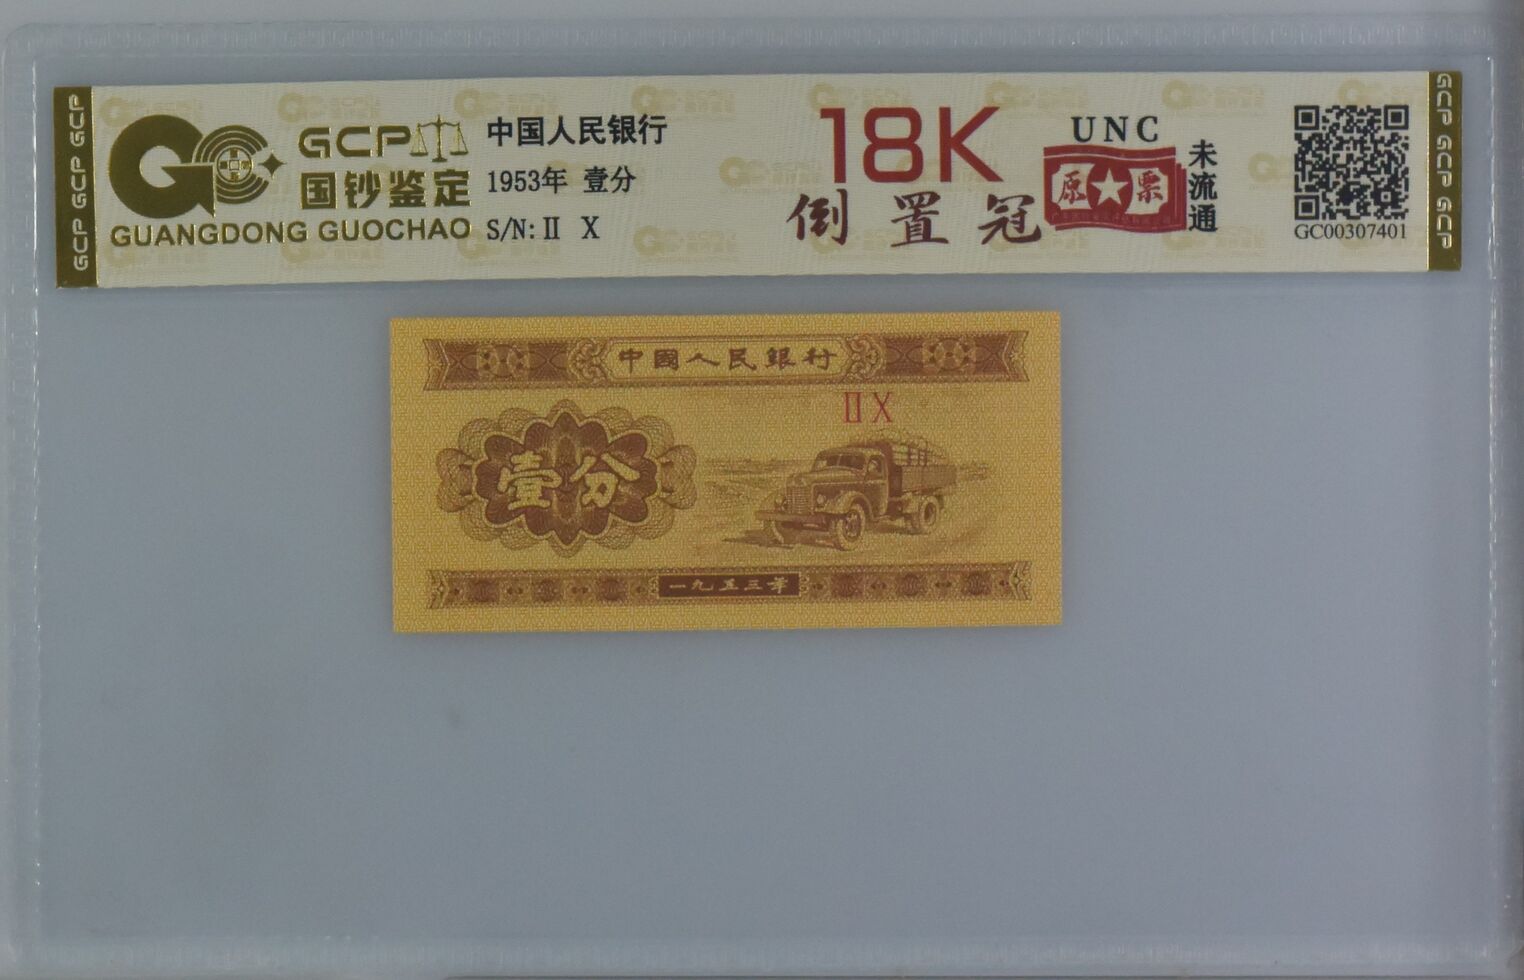 GCP GCP GCP
GCP
国钞鉴定
GUANGDONG GUOCHAO
中国人民银行
1953年 壹分
S/N: II X
18K
倒置冠
UNC
原★票
未流通
GC00307401
GCP GCP GCP
中國人民銀行
II X
壹分
一九五三年